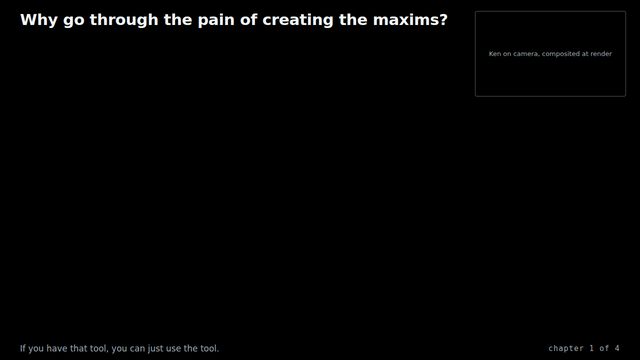 Why go through the pain of creating the maxims?
Ken on camera, composited at render
If you have that tool, you can just use the tool.
chapter 1 of 4